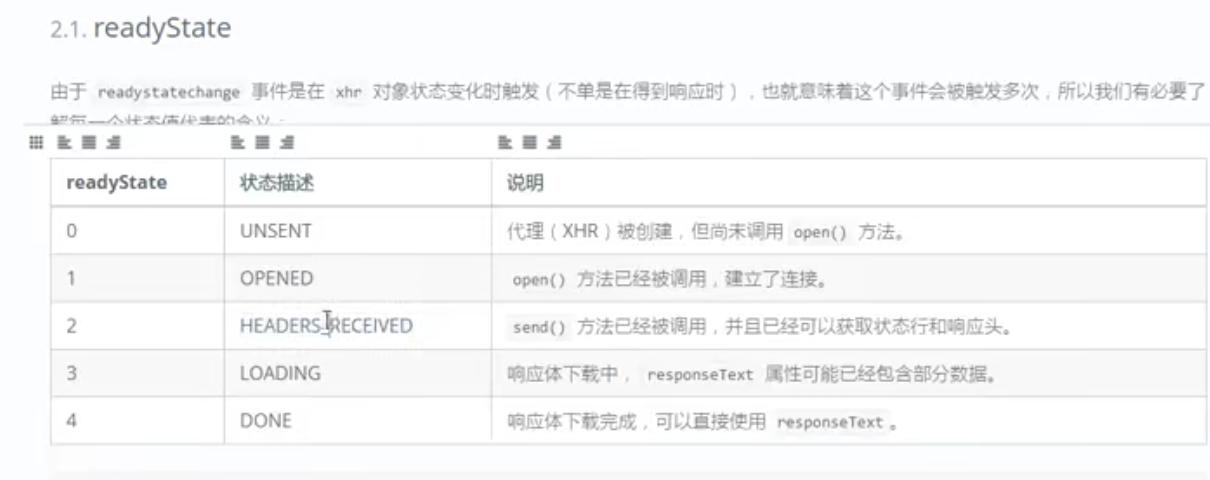 2.1. readyState
由于 readystatechange 事件是在 xhr 对象状态变化时触发（不单是在得到响应时），也就意味着这个事件会被触发多次，所以我们有必要了
解每一个状态值代表的含义：
readyState 状态描述 说明
0 UNSENT 代理（XHR）被创建，但尚未调用 open() 方法。
1 OPENED open() 方法已经被调用，建立了连接。
2 HEADERS_RECEIVED send() 方法已经被调用，并且已经可以获取状态行和响应头。
3 LOADING 响应体下载中， responseText 属性可能已经包含部分数据。
4 DONE 响应体下载完成，可以直接使用 responseText 。